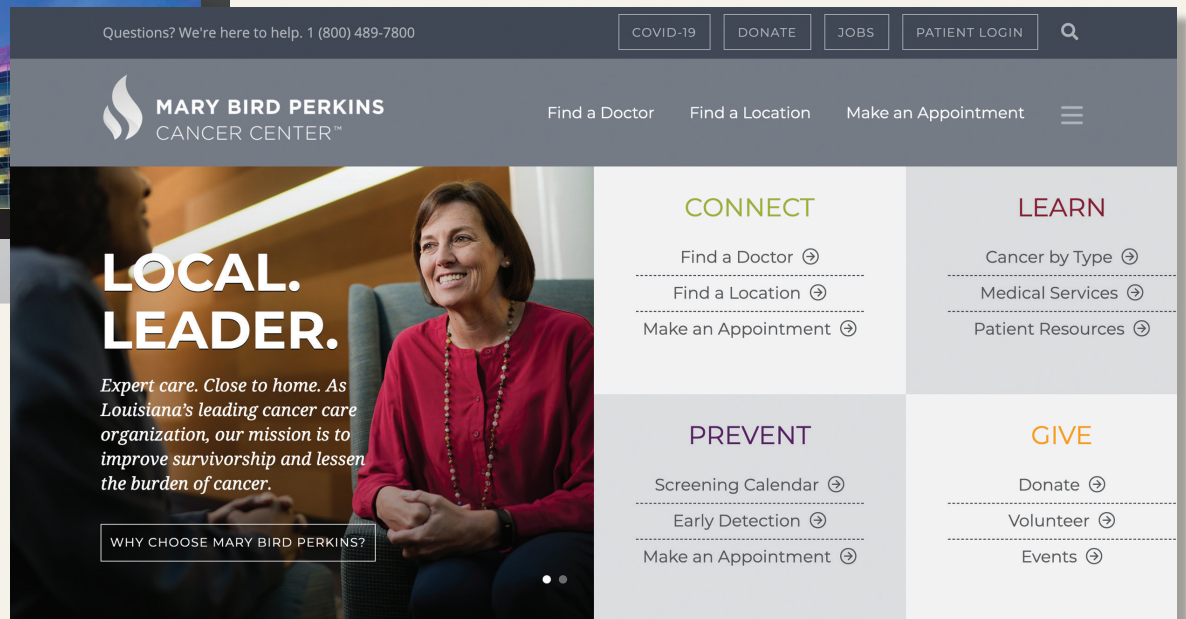 Questions? We're here to help. 1 (800) 489-7800
COVID-19
DONATE
JOBS
PATIENT LOGIN
MARY BIRD PERKINS
CANCER CENTER™
Find a Doctor
Find a Location
Make an Appointment
LOCAL.
LEADER.
Expert care. Close to home. As
Louisiana's leading cancer care
organization, our mission is to
improve survivorship and lessen
the burden of cancer.
WHY CHOOSE MARY BIRD PERKINS?
CONNECT
Find a Doctor
Find a Location
Make an Appointment
LEARN
Cancer by Type
Medical Services
Patient Resources
PREVENT
Screening Calendar
Early Detection
Make an Appointment
GIVE
Donate
Volunteer
Events